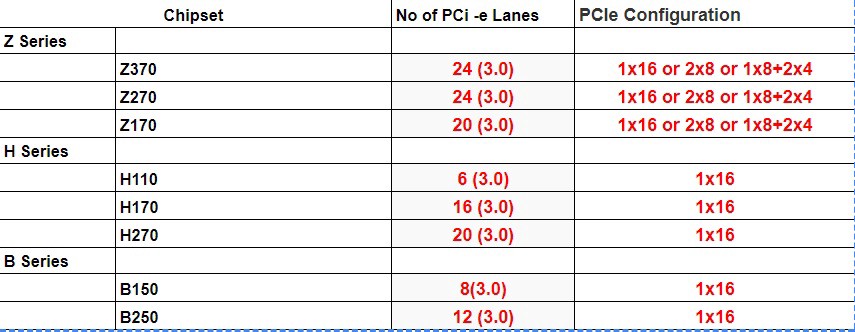 Chipset No of PCi -e Lanes PCIe Configuration
Z Series
Z370 24 (3.0) 1x16 or 2x8 or 1x8+2x4
Z270 24 (3.0) 1x16 or 2x8 or 1x8+2x4
Z170 20 (3.0) 1x16 or 2x8 or 1x8+2x4
H Series
H110 6 (3.0) 1x16
H170 16 (3.0) 1x16
H270 20 (3.0) 1x16
B Series
B150 8(3.0) 1x16
B250 12 (3.0) 1x16